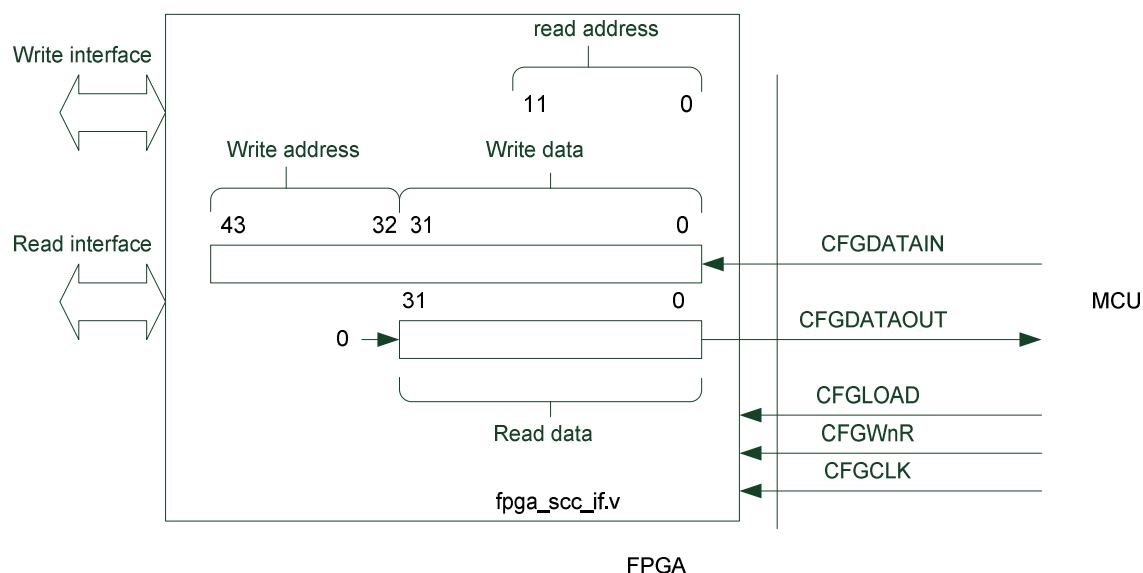 read address
Write interface
11 0
Write address Write data
43 32 31 0
Read interface
CFGDATAIN
31 0
MCU
CFGDATAOUT
0
CFGLOAD
Read data
CFGWnR
CFGCLK
fpga_scc_if.v
FPGA